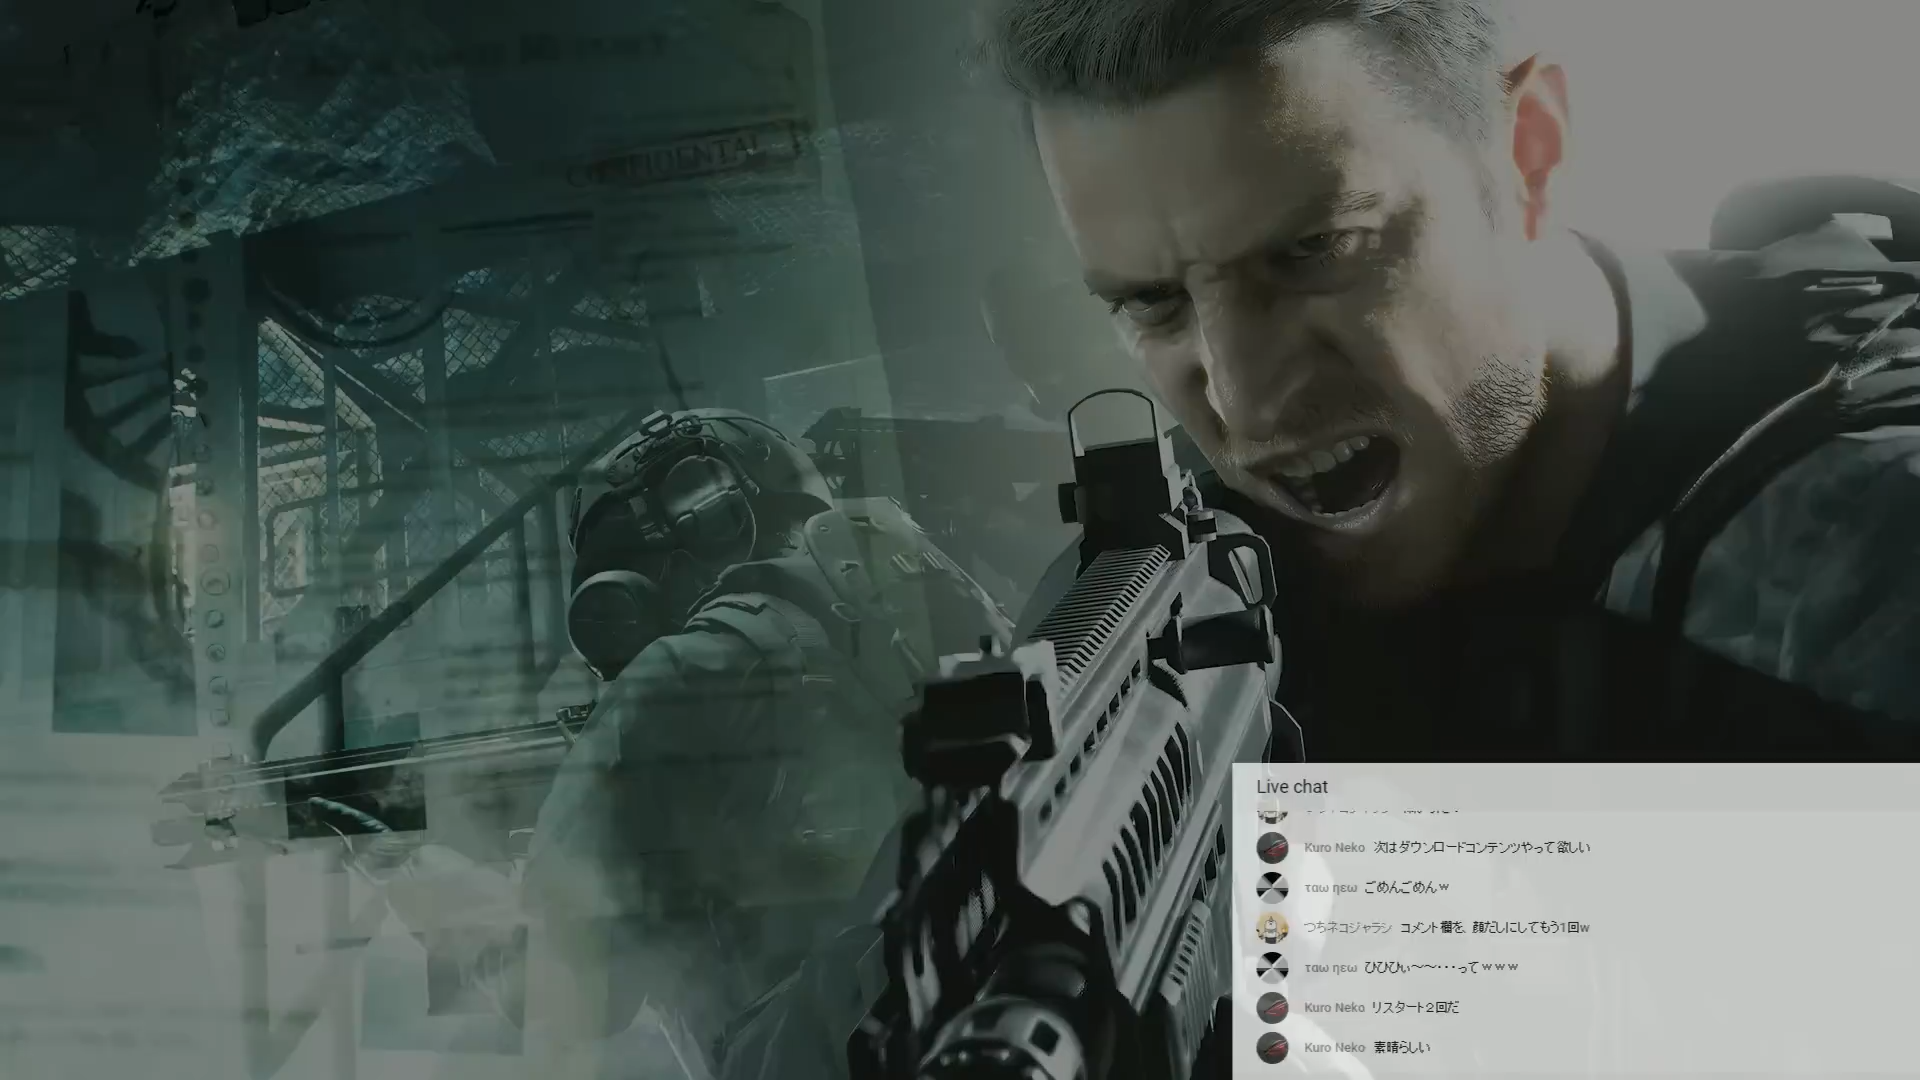 CONFIDENTIAL
Live chat
Kuro Neko 次はダウンロードコンテンツやって欲しい
ταω ηεω ごめんごめんｗ
つちネコジャラシ コメント欄を、顔だしにしてもう1回w
ταω ηεω ひひひぃ～～･･･ってｗｗｗ
Kuro Neko リスタート２回だ
Kuro Neko 素晴らしい